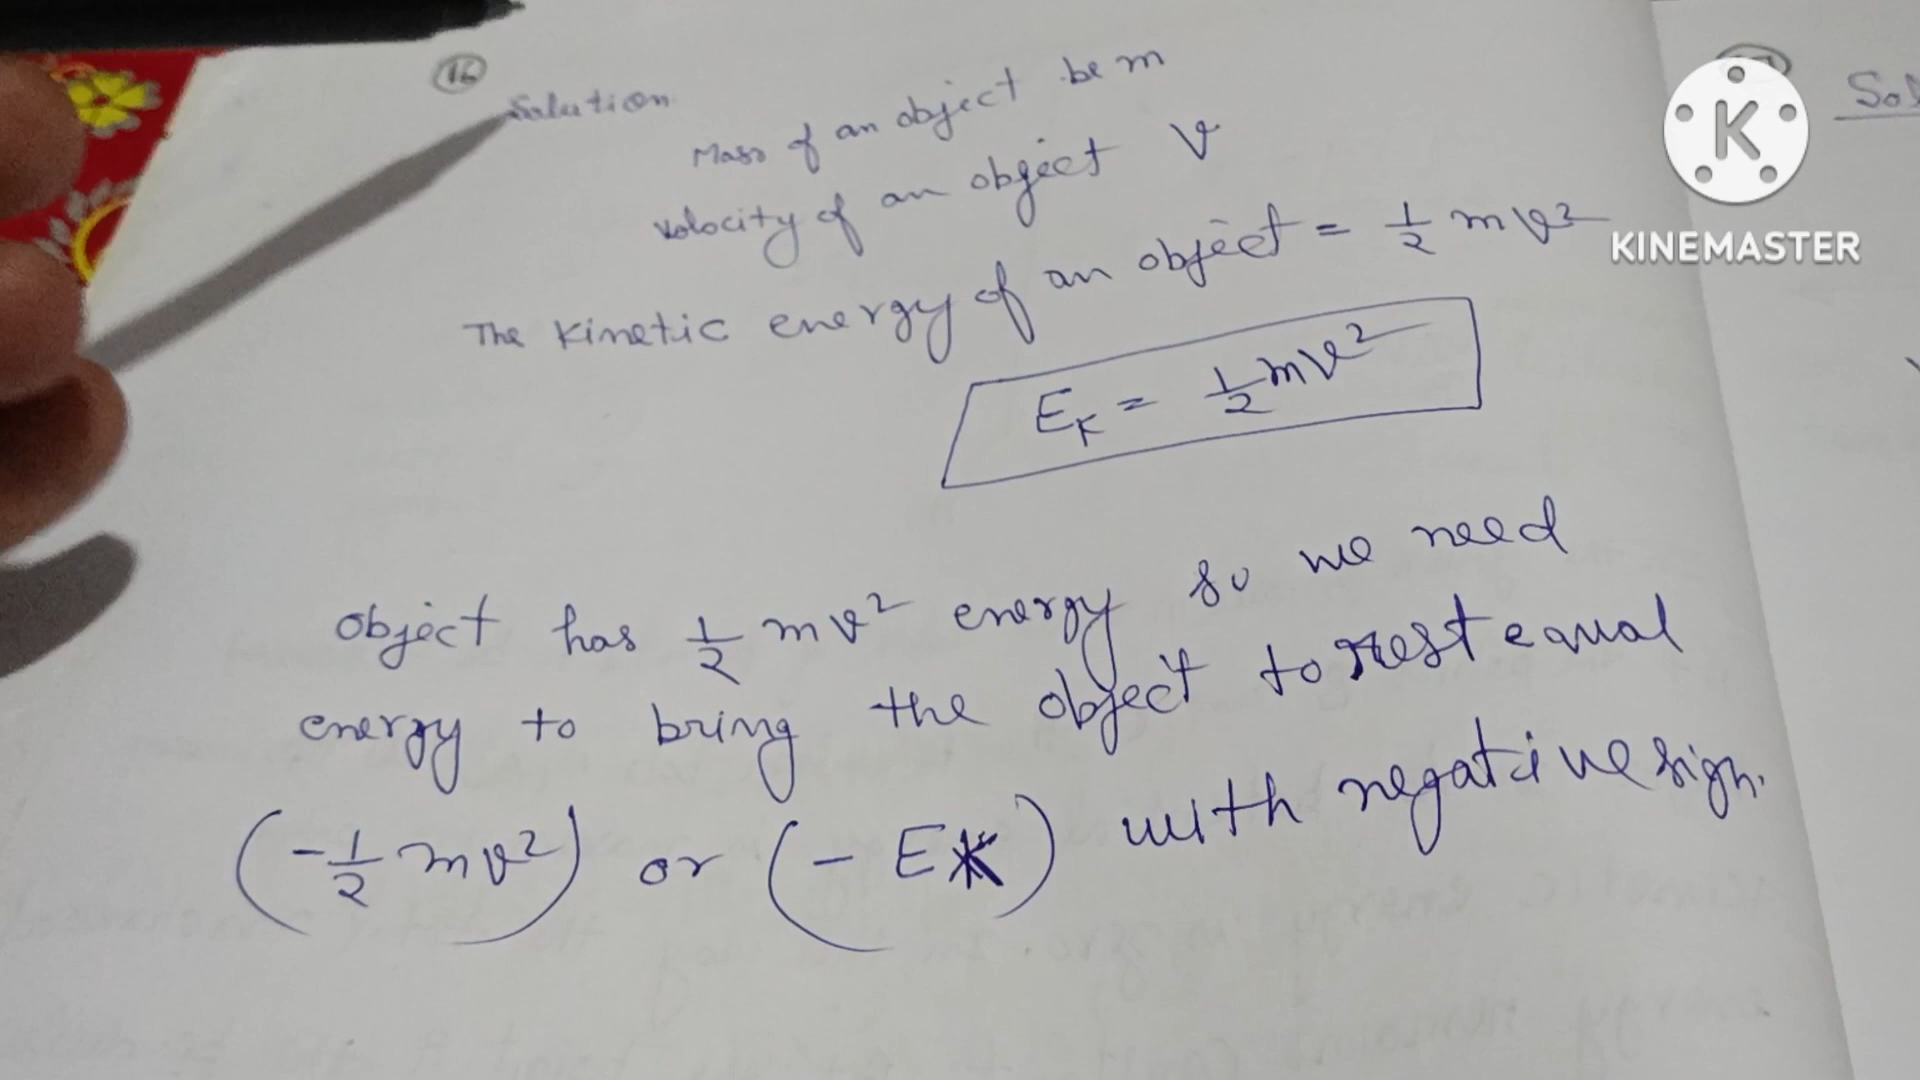 16
Solution
Mass of an object be m
Velocity of an object v
The Kinetic energy of an object = 1/2 mv²
E_K = 1/2 mv²
object has 1/2 mv² energy so we need
energy to bring the object to rest equal
(-1/2 mv²) or (- EK) with negative sign.
K
KINEMASTER